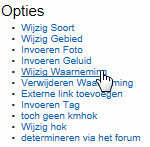 Opties
Wijzig Soort
Wijzig Gebied
Invoeren Foto
Invoeren Geluid
Wijzig Waarneming
Verwijderen Waarneming
Externe link toevoegen
Invoeren Tag
toch geen kmhok
Wijzig hok
determineren via het forum